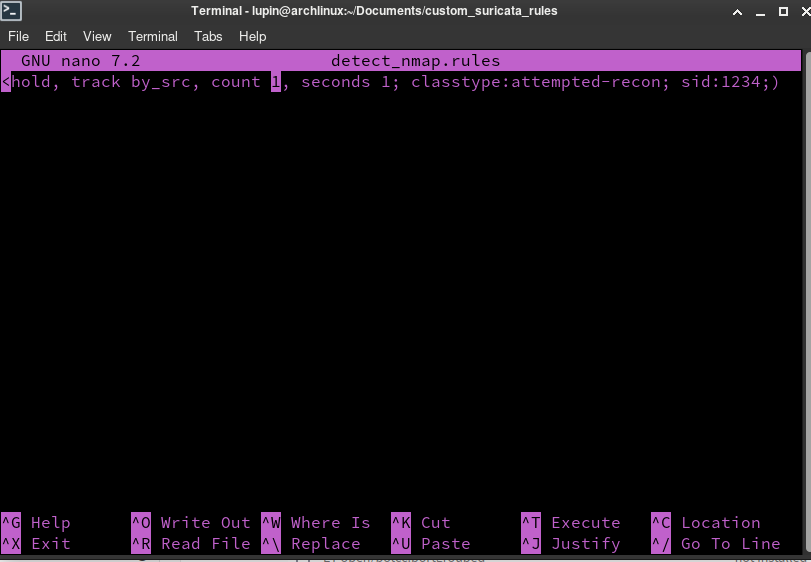 Terminal - lupin@archlinux:~/Documents/custom_suricata_rules
File Edit View Terminal Tabs Help
GNU nano 7.2 detect_nmap.rules
<hold, track by_src, count 1, seconds 1; classtype:attempted-recon; sid:1234;)
^G Help ^O Write Out ^W Where Is ^K Cut ^T Execute ^C Location
^X Exit ^R Read File ^\ Replace ^U Paste ^J Justify ^/ Go To Line